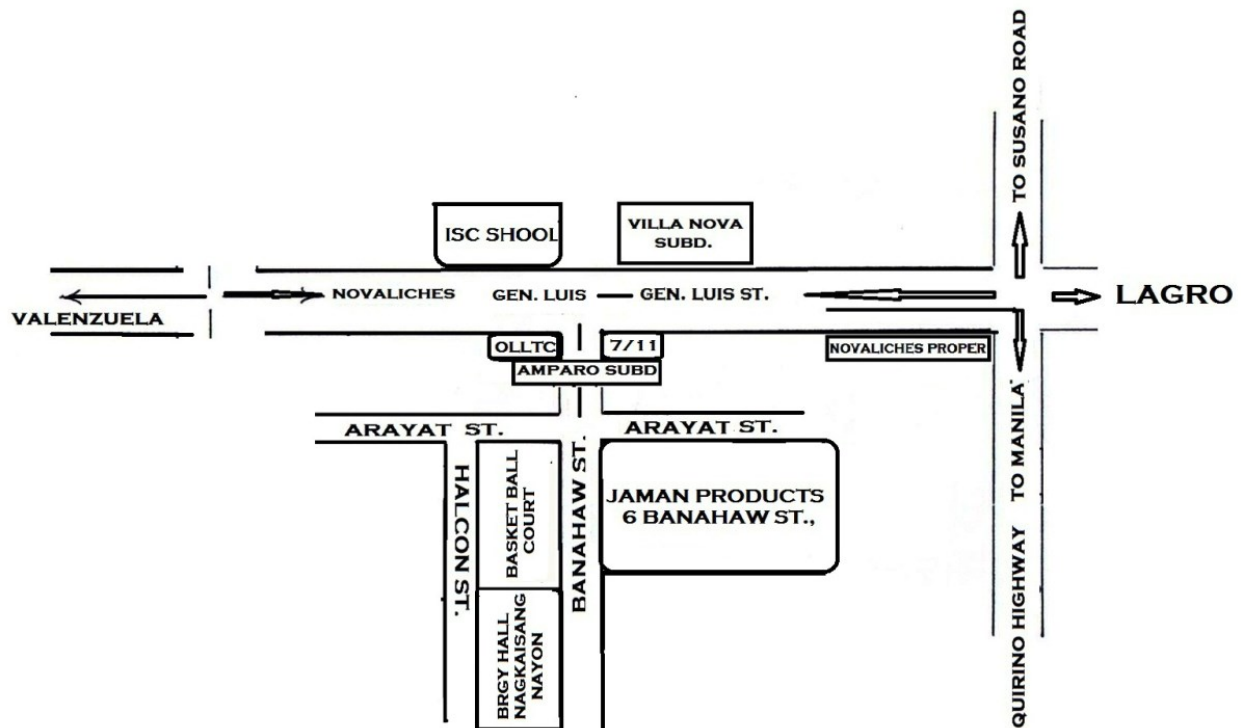 TO SUSANO ROAD
ISC SHOOL
VILLA NOVA
SUBD.
VALENZUELA
NOVALICHES
GEN. LUIS
GEN. LUIS ST.
LAGRO
OLLTC
7/11
NOVALICHES PROPER
AMPARO SUBD
ARAYAT ST.
ARAYAT ST.
HALCON ST.
BASKET BALL
COURT
BANAHAW ST.
JAMAN PRODUCTS
6 BANAHAW ST.,
BRGY HALL
NAGKAISANG
NAYON
QUIRINO HIGHWAY
TO MANILA